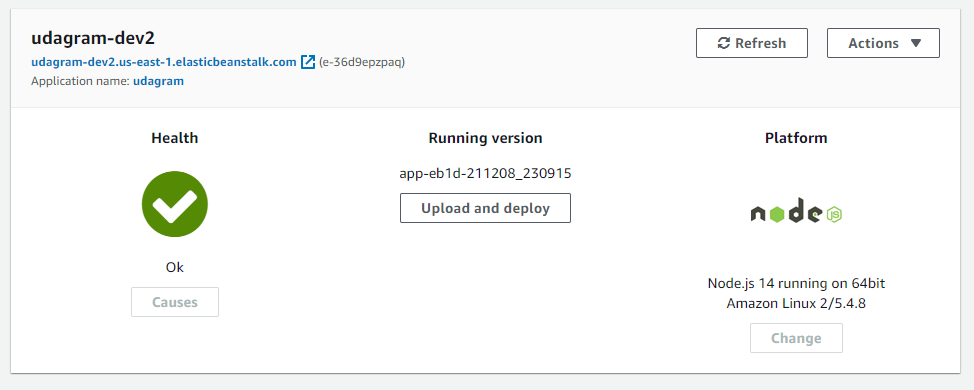 udagram-dev2
udagram-dev2.us-east-1.elasticbeanstalk.com (e-36d9epzpaq)
Application name: udagram
Refresh
Actions
Health
Running version
Platform
app-eb1d-211208_230915
Upload and deploy
node
JS
Ok
Causes
Node.js 14 running on 64bit
Amazon Linux 2/5.4.8
Change